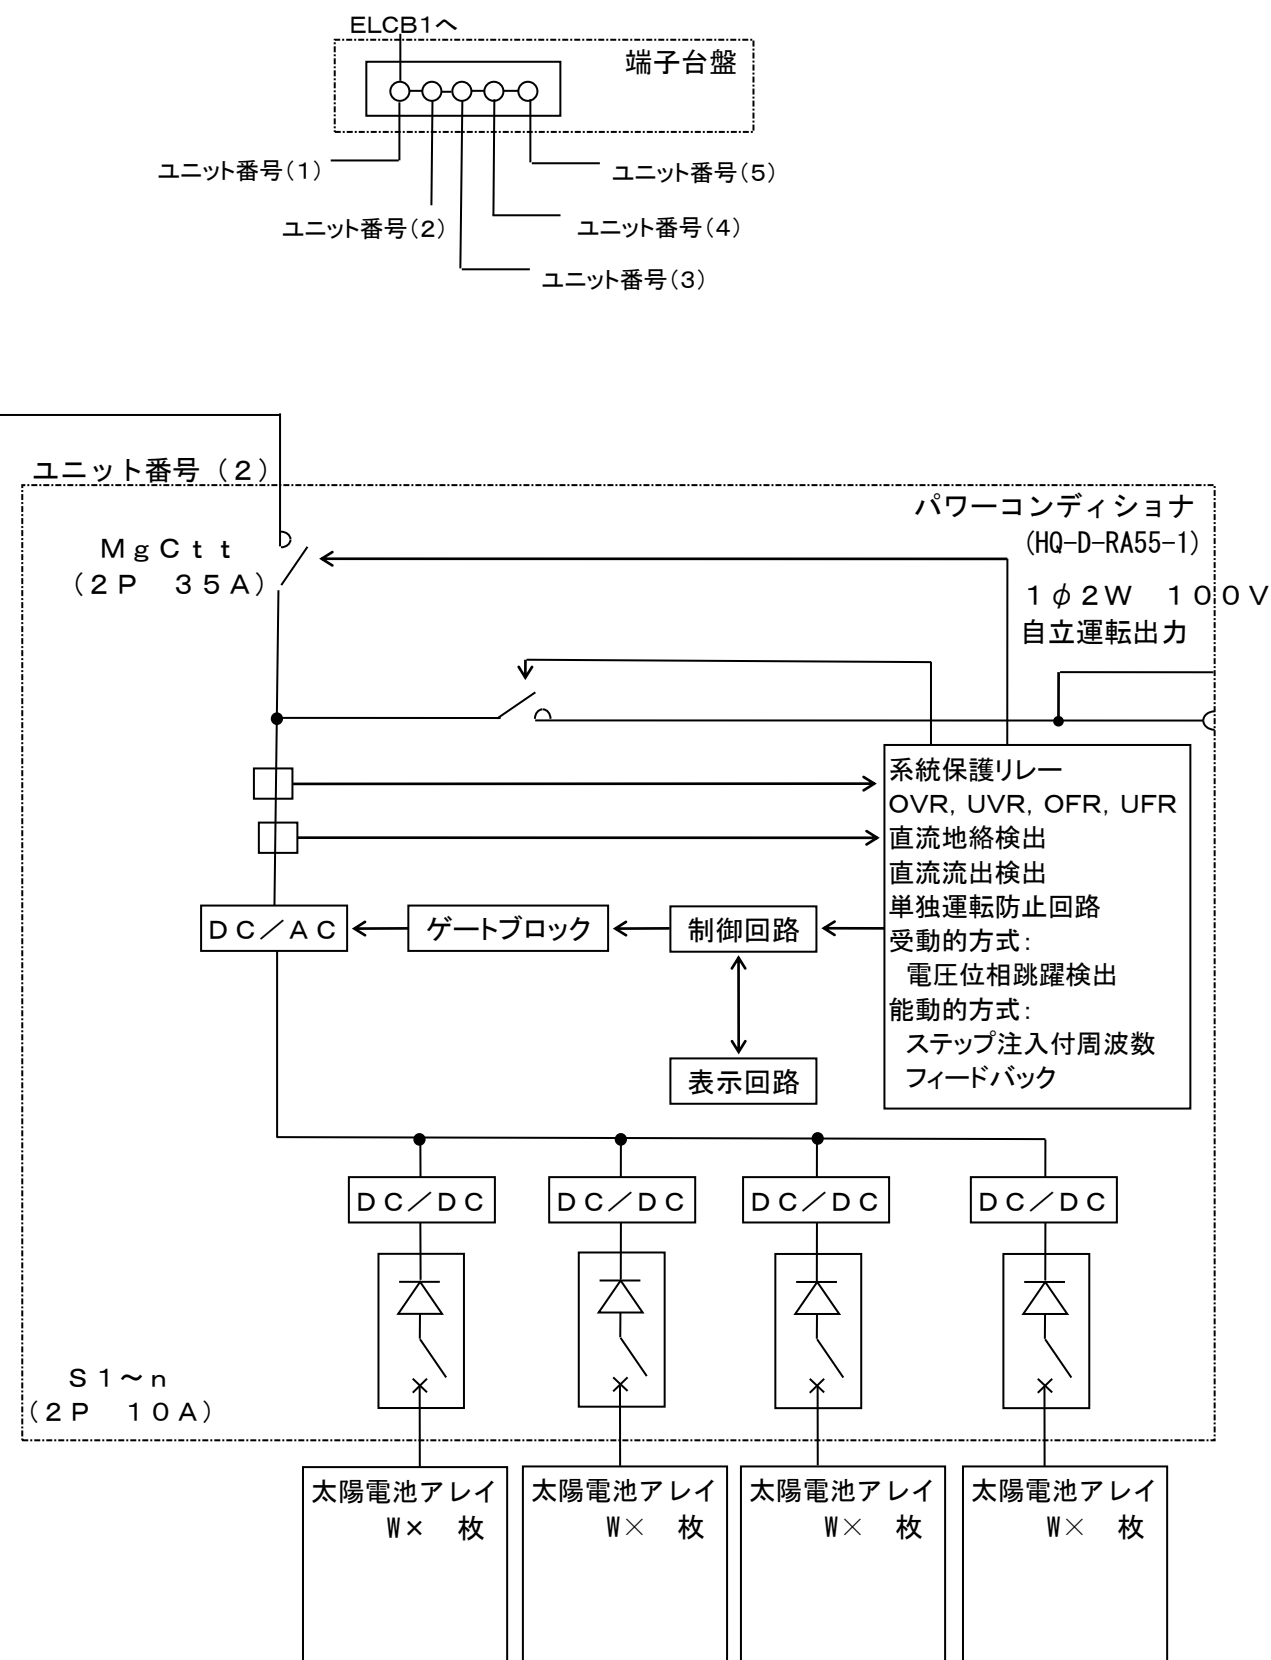 ELCB1へ
端子台盤
ユニット番号(1)
ユニット番号(5)
ユニット番号(2)
ユニット番号(4)
ユニット番号(3)
ユニット番号(2)
パワーコンディショナ
(HQ-D-RA55-1)
MgCtt
(2P 35A)
1φ2W 100V
自立運転出力
系統保護リレー
OVR, UVR, OFR, UFR
直流地絡検出
直流流出検出
単独運転防止回路
受動的方式:
電圧位相跳躍検出
能動的方式:
ステップ注入付周波数
フィードバック
DC/AC
ゲートブロック
制御回路
表示回路
DC/DC
DC/DC
DC/DC
DC/DC
S1~n
(2P 10A)
太陽電池アレイ
W× 枚
太陽電池アレイ
W× 枚
太陽電池アレイ
W× 枚
太陽電池アレイ
W× 枚